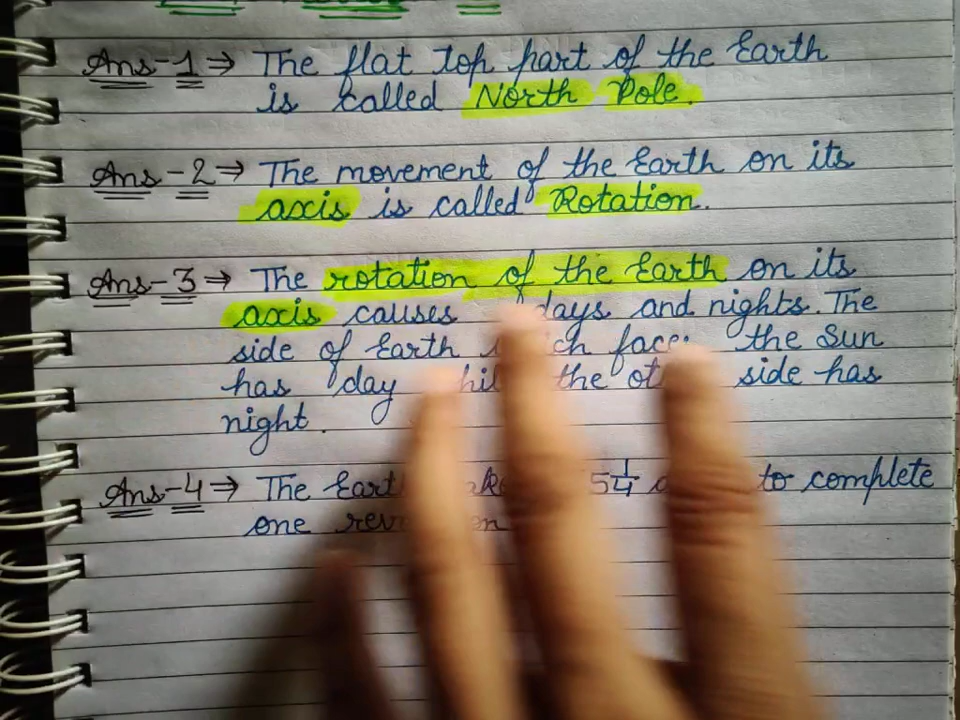 Ans-1⇒ The flat top part of the Earth
is called North Pole.
Ans-2⇒ The movement of the Earth on its
axis is called Rotation.
Ans-3⇒ The rotation of the Earth on its
axis causes days and nights. The
side of Earth the Sun
has day the side has
night.
Ans-4⇒ The 5 1/4 to complete
one